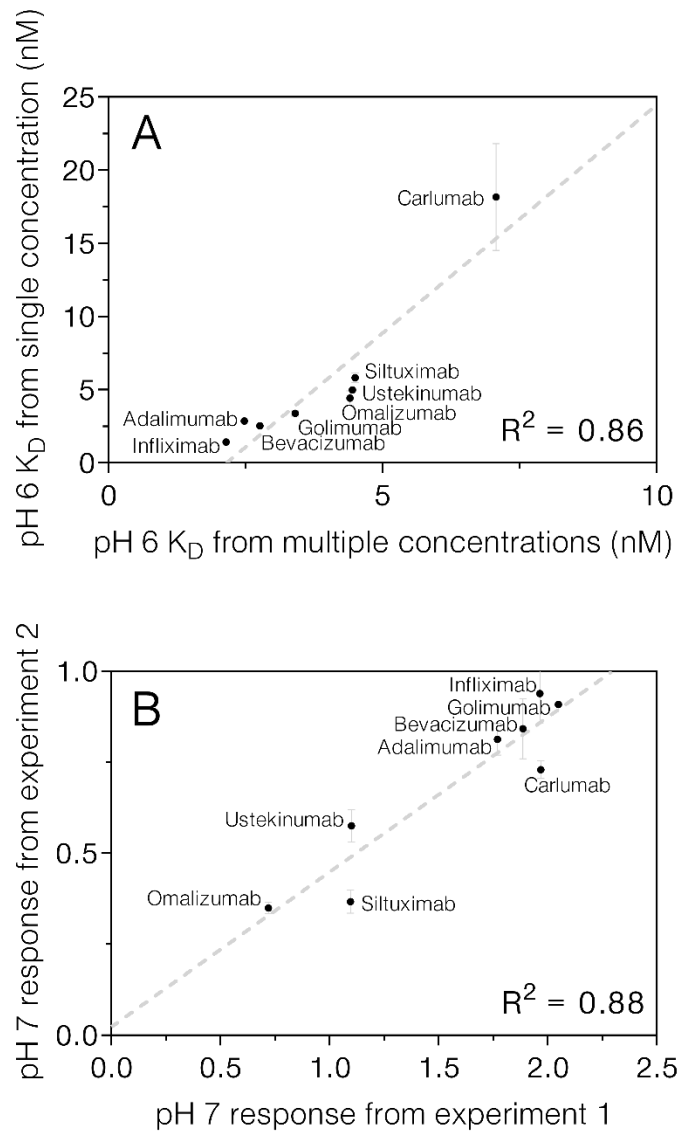 pH 6 K_D from single concentration (nM)
25
A
20
Carlumab
15
10
Siltuximab
5
Ustekinumab
Adalimumab
Omalizumab
Golimumab
Infliximab
Bevacizumab
R² = 0.86
0
0
5
10
pH 6 K_D from multiple concentrations (nM)
pH 7 response from experiment 2
1.0
B
Infliximab
Golimumab
Bevacizumab
Adalimumab
Carlumab
Ustekinumab
0.5
Omalizumab
Siltuximab
R² = 0.88
0.0
0.0
0.5
1.0
1.5
2.0
2.5
pH 7 response from experiment 1